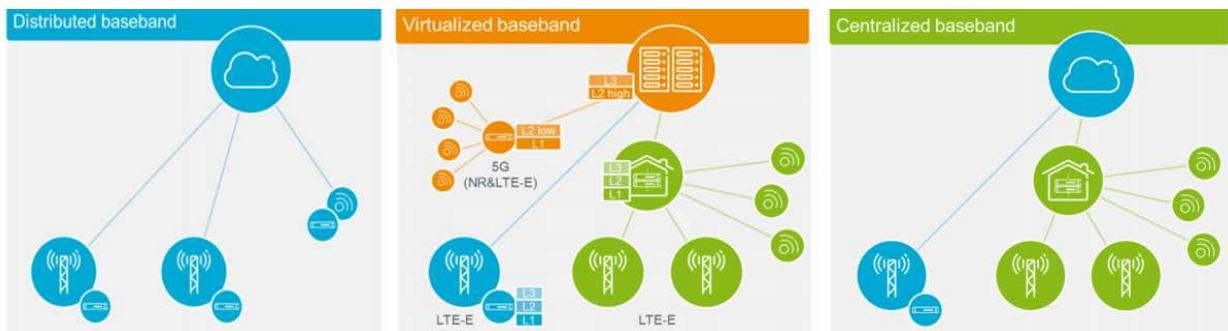 Distributed baseband
Virtualized baseband
L3
L2 high
L2 low
L1
5G
(NR&LTE-E)
L3
L2
L1
L3
L2
L1
LTE-E
LTE-E
Centralized baseband